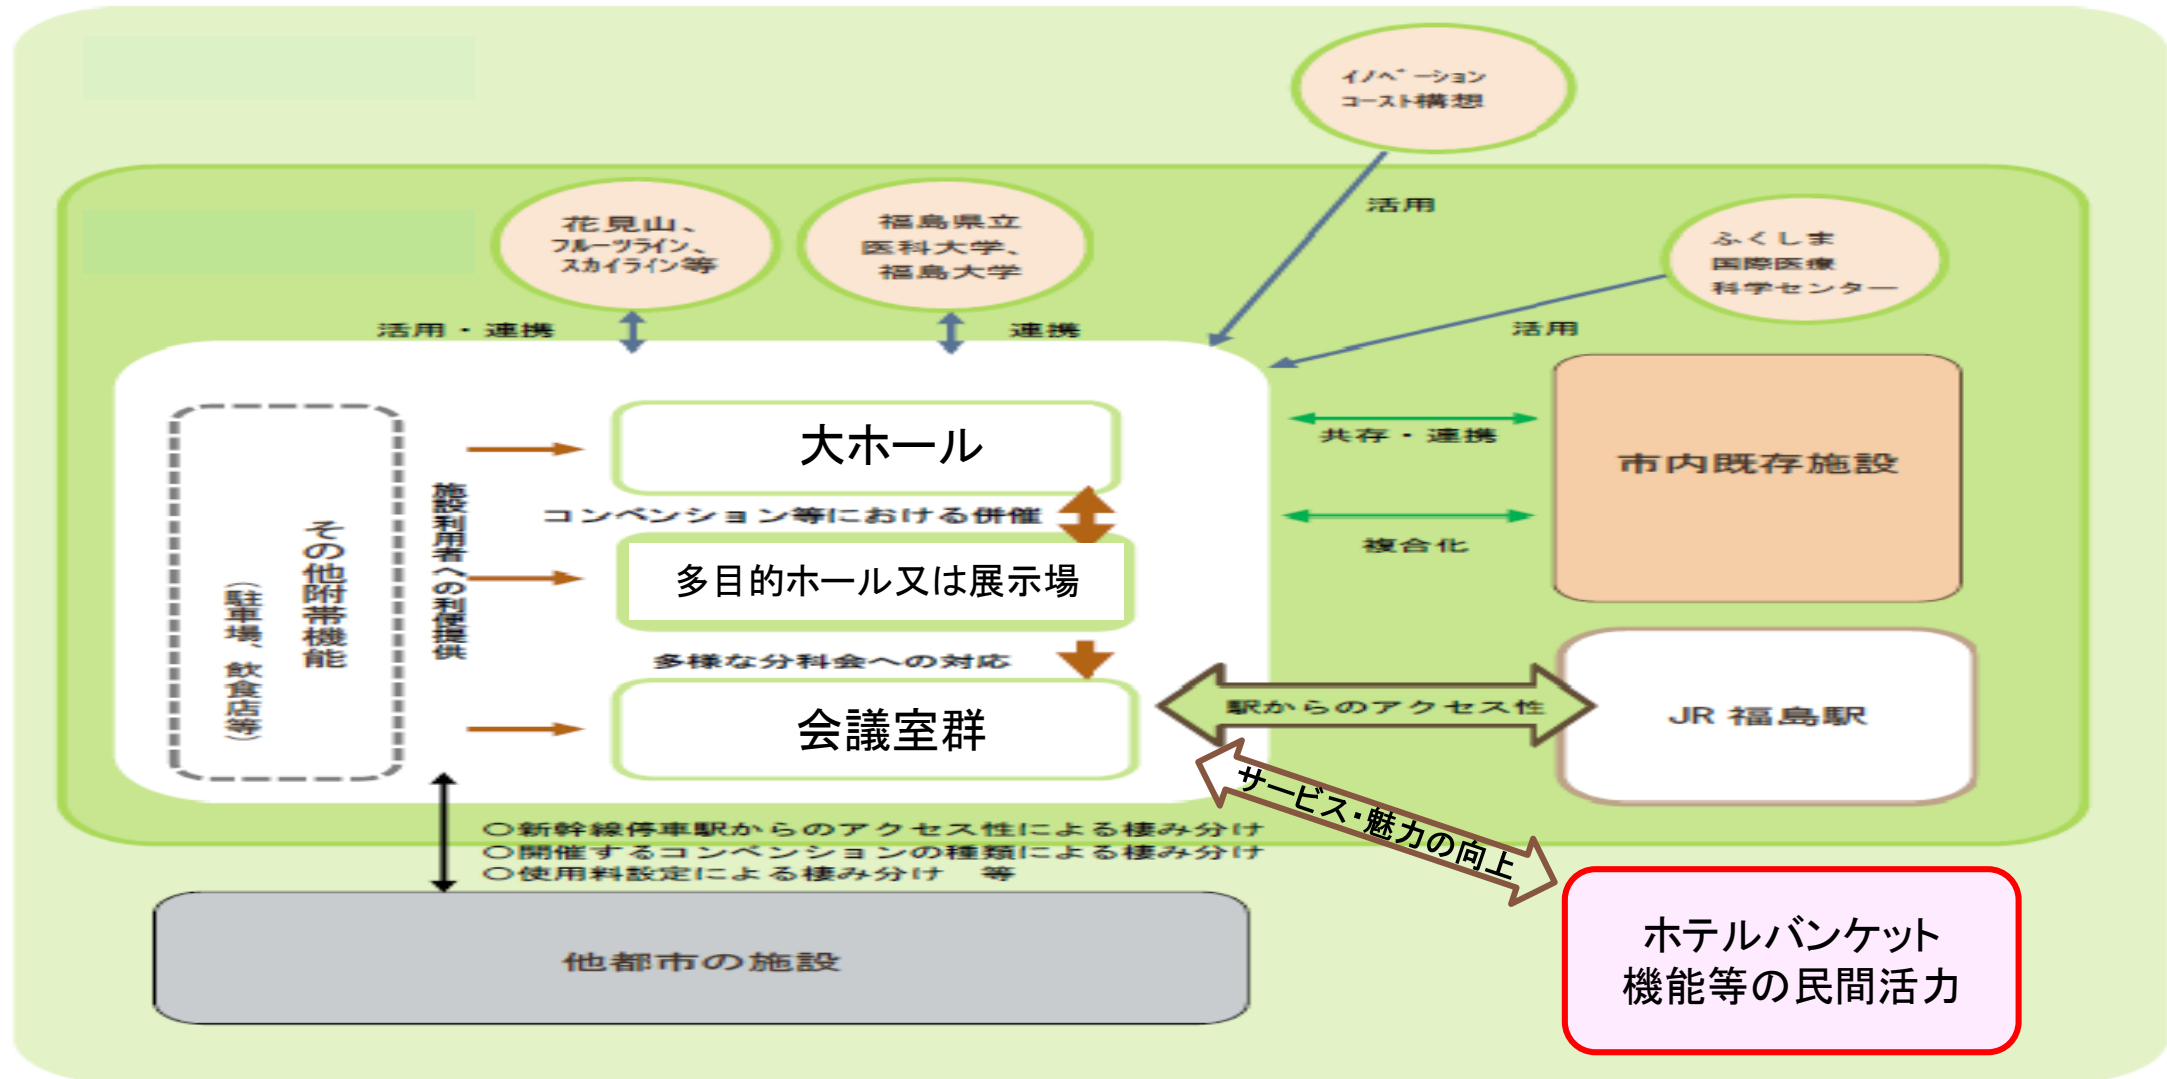 イノベーション
コースト構想
活用
花見山、
フルーツライン、
スカイライン等
福島県立
医科大学、
福島大学
ふくしま
国際医療
科学センター
活用・連携
連携
活用
大ホール
共存・連携
市内既存施設
施設利用者への利便提供
その他附帯機能
（駐車場、飲食店等）
コンベンション等における併催
複合化
多目的ホール又は展示場
多様な分科会への対応
会議室群
駅からのアクセス性
JR 福島駅
サービス・魅力の向上
○新幹線停車駅からのアクセス性による棲み分け
○開催するコンベンションの種類による棲み分け
○使用料設定による棲み分け　等
他都市の施設
ホテルバンケット
機能等の民間活力